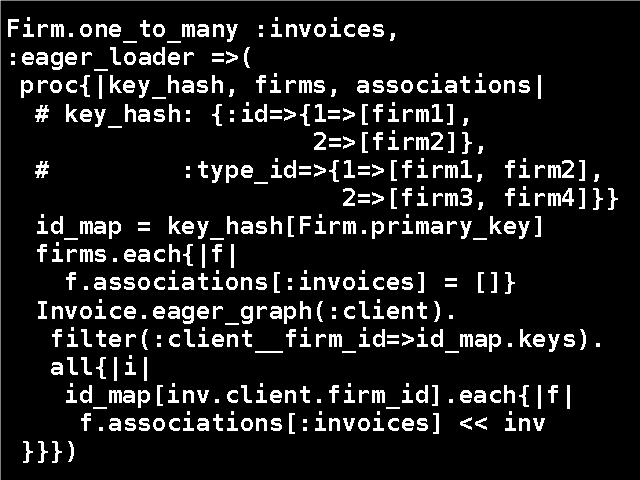 Firm.one_to_many :invoices,
:eager_loader =>(
proc{|key_hash, firms, associations|
# key_hash: {:id=>{1=>[firm1],
2=>[firm2]},
# :type_id=>{1=>[firm1, firm2],
2=>[firm3, firm4]}}
id_map = key_hash[Firm.primary_key]
firms.each{|f|
f.associations[:invoices] = []}
Invoice.eager_graph(:client).
filter(:client__firm_id=>id_map.keys).
all{|i|
id_map[inv.client.firm_id].each{|f|
f.associations[:invoices] << inv
}}})